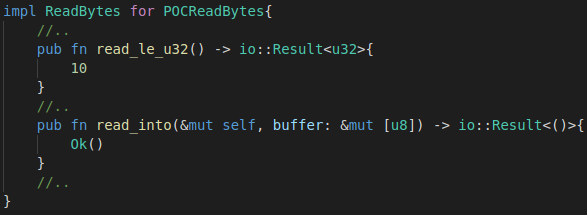 impl ReadBytes for POCReadBytes{
    //..
    pub fn read_le_u32() -> io::Result<u32>{
        10
    }
    //..
    pub fn read_into(&mut self, buffer: &mut [u8]) -> io::Result<()>{
        Ok()
    }
    //..
}